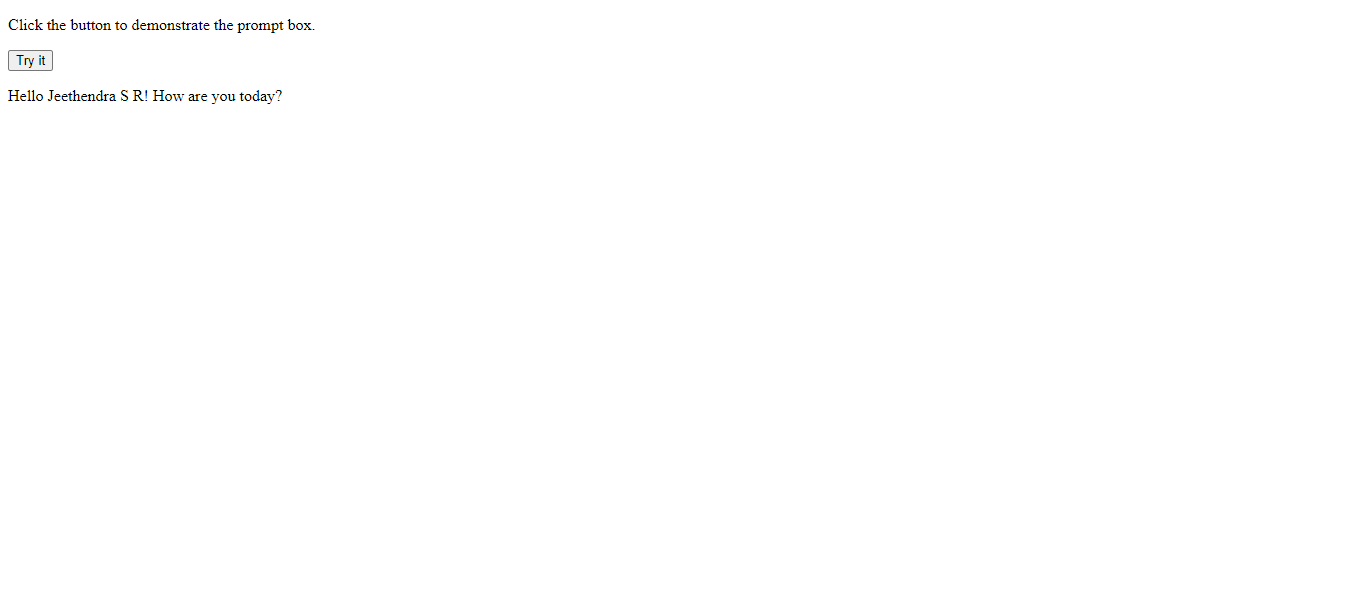 Click the button to demonstrate the prompt box.
Try it
Hello Jeethendra S R! How are you today?